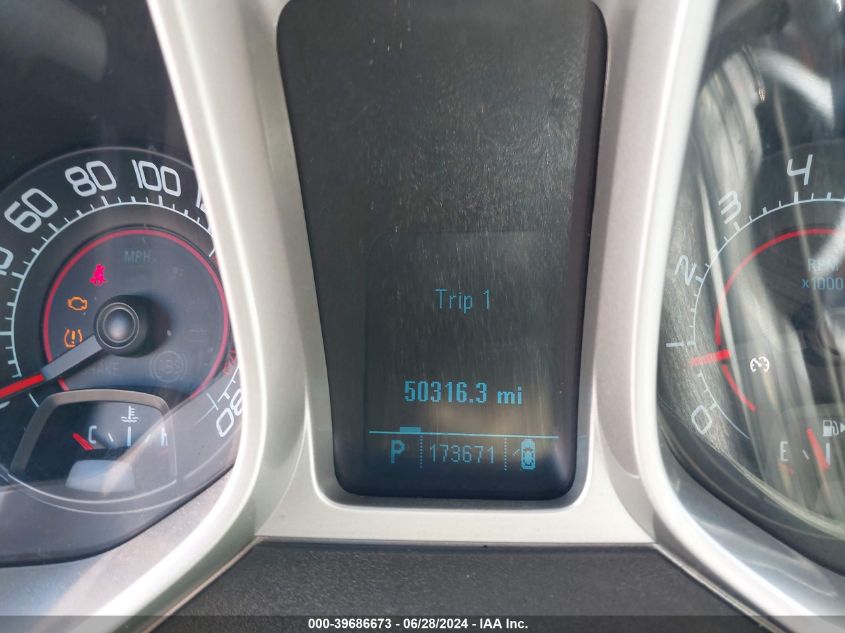 60 80 100
MPH
80
C H
Trip 1
50316.3 mi
P 173671
0 1 2 3 4
RPM
x1000
E
000-39686673 - 06/28/2024 - IAA Inc.